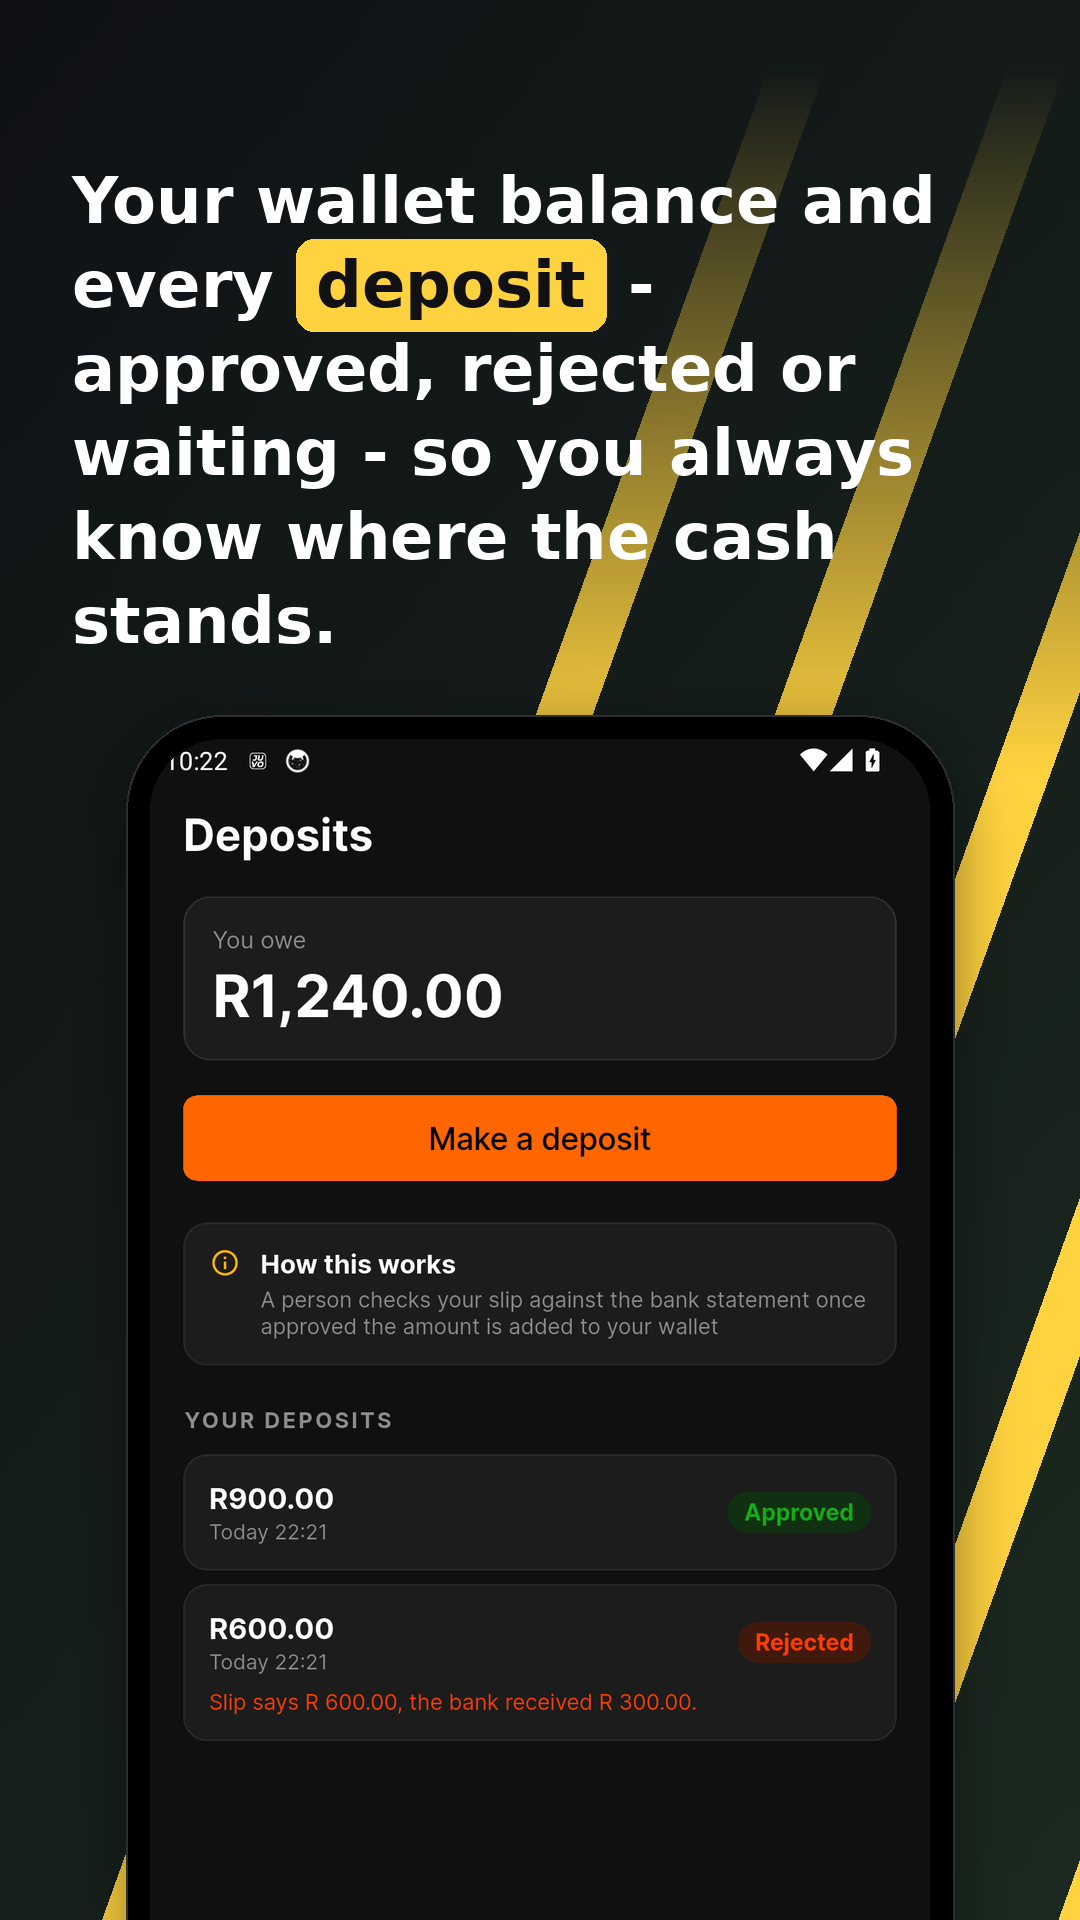 Your wallet balance and
every deposit -
approved, rejected or
waiting - so you always
know where the cash
stands.
10:22
Deposits
You owe
R1,240.00
Make a deposit
How this works
A person checks your slip against the bank statement once
approved the amount is added to your wallet
YOUR DEPOSITS
R900.00
Approved
Today 22:21
R600.00
Rejected
Today 22:21
Slip says R 600.00, the bank received R 300.00.